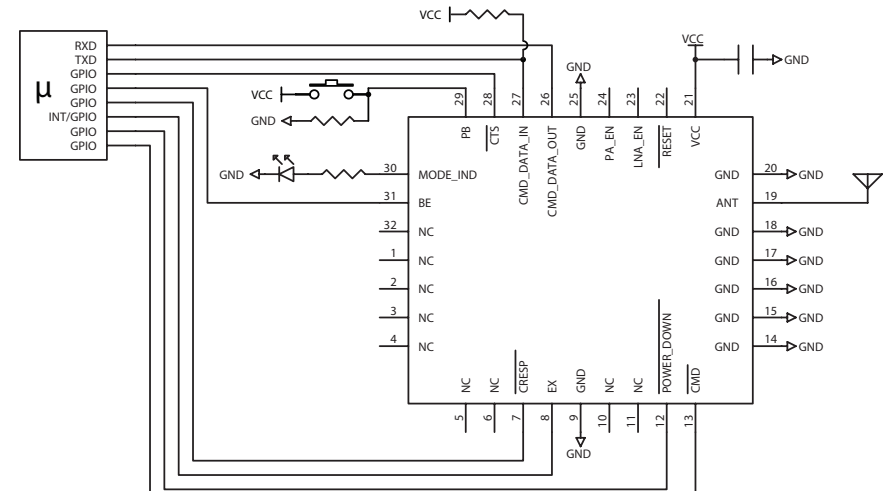 VCC
VCC
RXD
TXD
GPIO
GPIO
GPIO
INT/GPIO
GPIO
GPIO
µ
GND
GND
VCC
GND
29
28
27
26
25
24
23
22
21
PB
CTS
CMD_DATA_IN
CMD_DATA_OUT
GND
PA_EN
LNA_EN
RESET
VCC
GND
30
MODE_IND
31
BE
32
NC
1
NC
2
NC
3
NC
4
NC
GND
20
GND
ANT
19
GND
18
GND
GND
17
GND
GND
16
GND
GND
15
GND
GND
14
GND
NC
NC
CRESP
EX
GND
NC
NC
POWER_DOWN
CMD
5
6
7
8
9
10
11
12
13
GND